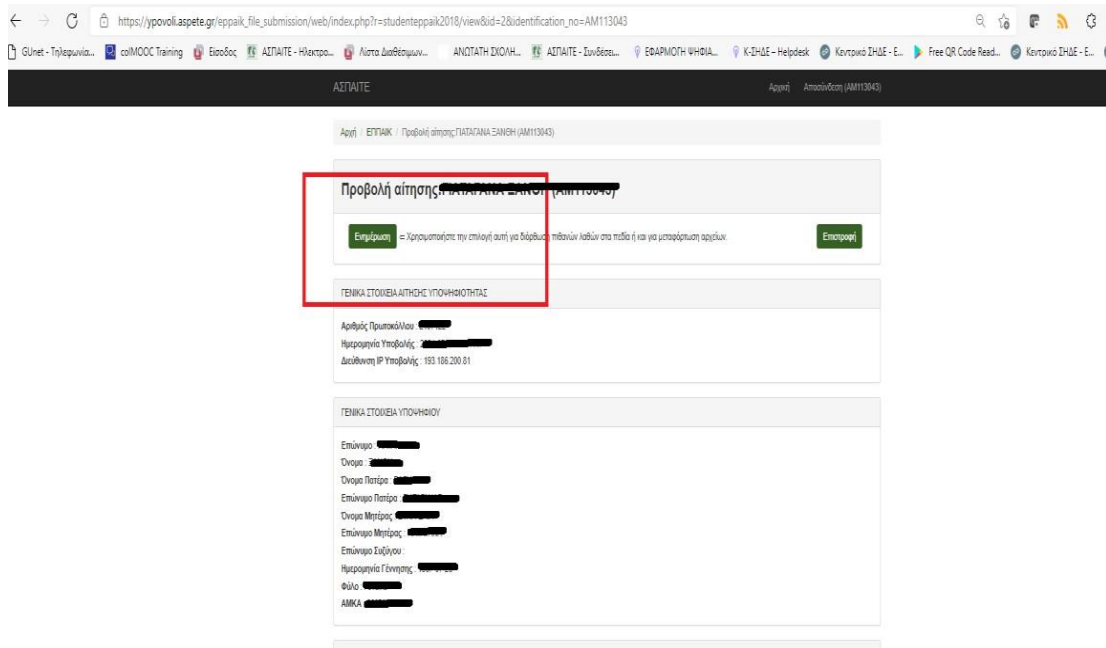 https://ypovoli.aspete.gr/eppaik_file_submission/web/index.php?r=studenteppaik2018/view&id=2&identification_no=AM113043
GUnet - Τηλεφωνία... colMOOC Training Είσοδος ΑΣΠΑΙΤΕ - Ηλεκτρο... Λίστα Διαθέσιμων... ΑΝΩΤΑΤΗ ΣΧΟΛΗ... ΑΣΠΑΙΤΕ - Συνδέσει... ΕΦΑΡΜΟΓΗ ΨΗΦΙΑ... Κ-ΣΗΔΕ – Helpdesk Κεντρικό ΣΗΔΕ - Ε... Free QR Code Read... Κεντρικό ΣΗΔΕ - Ε...
ΑΣΠΑΙΤΕ Αρχική Αποσύνδεση (AM113043)
Αρχή / ΕΠΠΑΙΚ / Προβολή αίτησης: ΞΑΝΘΗ (AM113043)
Προβολή αίτησης:
Ενημέρωση = Χρησιμοποιήστε την επιλογή αυτή για διόρθωση πιθανών λαθών στα πεδία ή και για μεταφόρτωση αρχείων. Επιστροφή
ΓΕΝΙΚΑ ΣΤΟΙΧΕΙΑ ΑΙΤΗΣΗΣ ΥΠΟΨΗΦΙΟΤΗΤΑΣ
Αριθμός Πρωτοκόλλου :
Ημερομηνία Υποβολής :
Διεύθυνση IP Υποβολής : 193.186.200.81
ΓΕΝΙΚΑ ΣΤΟΙΧΕΙΑ ΥΠΟΨΗΦΙΟΥ
Επώνυμο :
Όνομα :
Όνομα Πατέρα :
Επώνυμο Πατέρα :
Όνομα Μητέρας :
Επώνυμο Μητέρας :
Επώνυμο Συζύγου :
Ημερομηνία Γέννησης :
Φύλο :
ΑΜΚΑ :